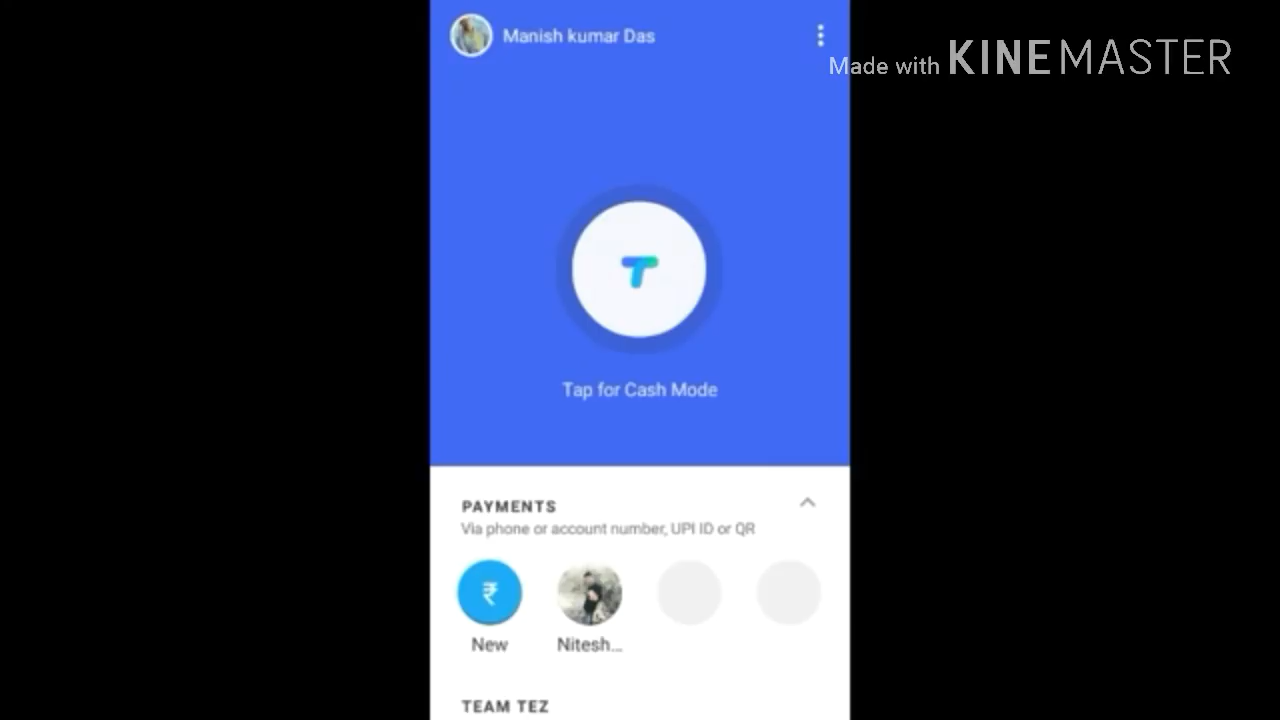 Manish kumar Das
Made with KINEMASTER
T
Tap for Cash Mode
PAYMENTS
Via phone or account number, UPI ID or QR
₹
New
Nitesh...
TEAM TEZ